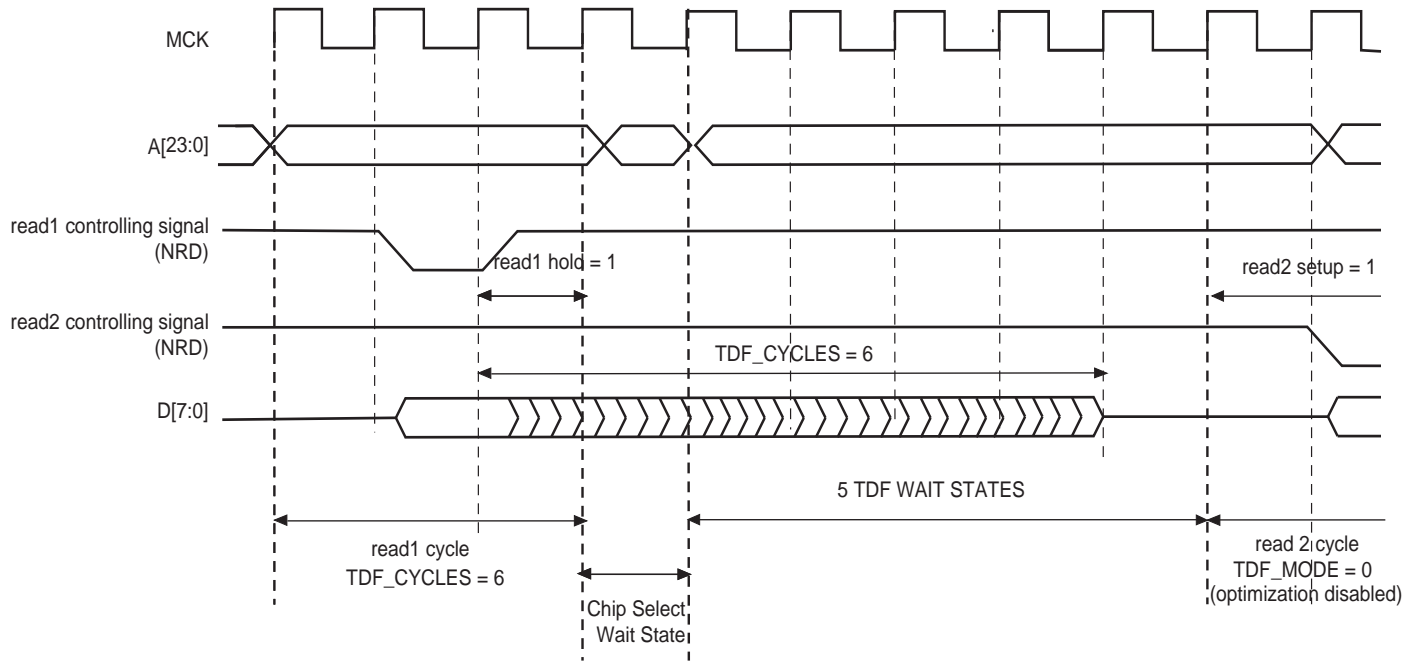 MCK
A[23:0]
read1 controlling signal
(NRD)
read1 hold = 1
read2 setup = 1
read2 controlling signal
(NRD)
TDF_CYCLES = 6
D[7:0]
5 TDF WAIT STATES
read1 cycle
TDF_CYCLES = 6
Chip Select
Wait State
read 2 cycle
TDF_MODE = 0
(optimization disabled)